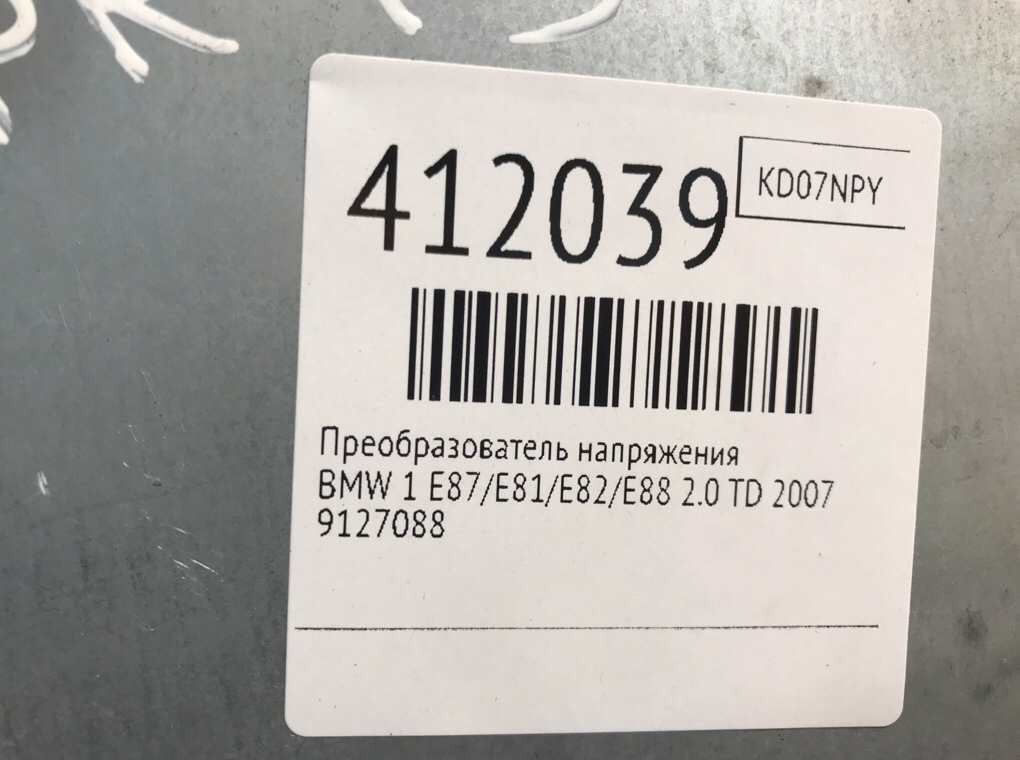 412039
KD07NPY
Преобразователь напряжения
BMW 1 E87/E81/E82/E88 2.0 TD 2007
9127088